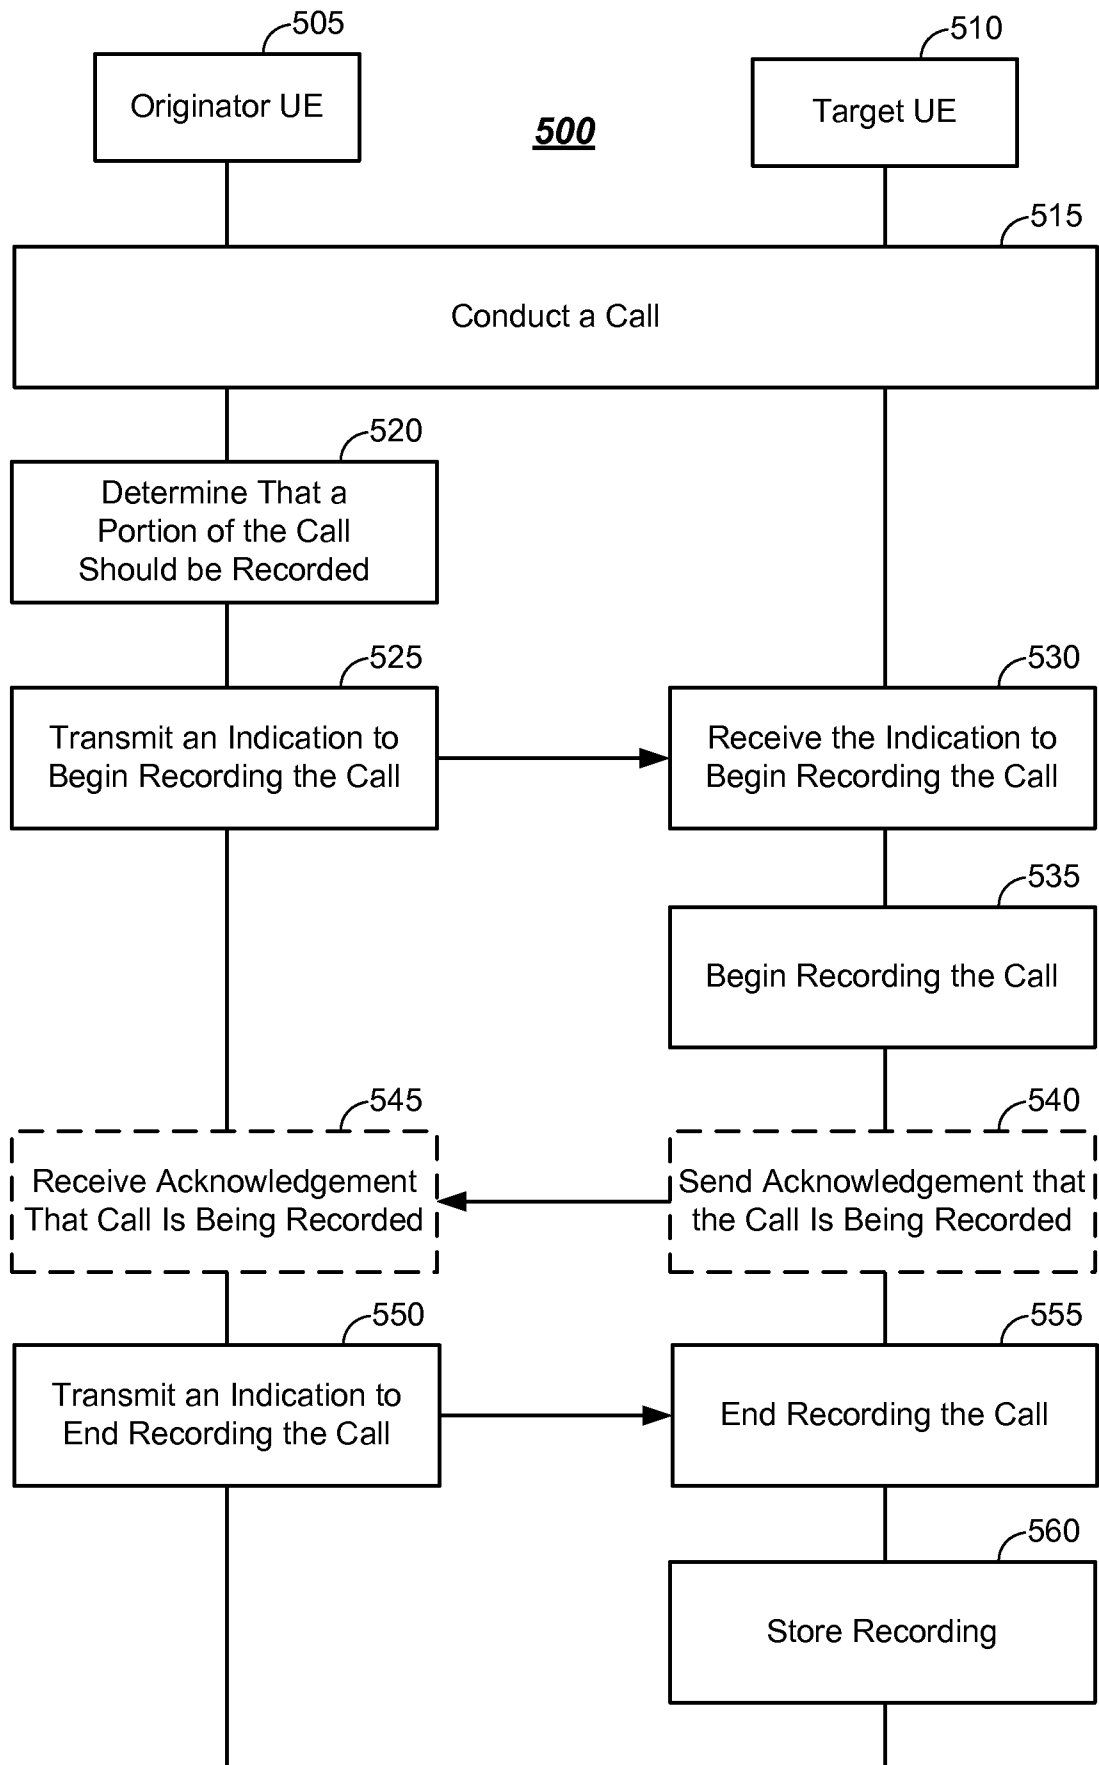 505
510
Originator UE
Target UE
500
515
Conduct a Call
520
Determine That a
Portion of the Call
Should be Recorded
525
530
Transmit an Indication to
Begin Recording the Call
Receive the Indication to
Begin Recording the Call
535
Begin Recording the Call
545
540
Receive Acknowledgement
That Call Is Being Recorded
Send Acknowledgement that
the Call Is Being Recorded
550
555
Transmit an Indication to
End Recording the Call
End Recording the Call
560
Store Recording